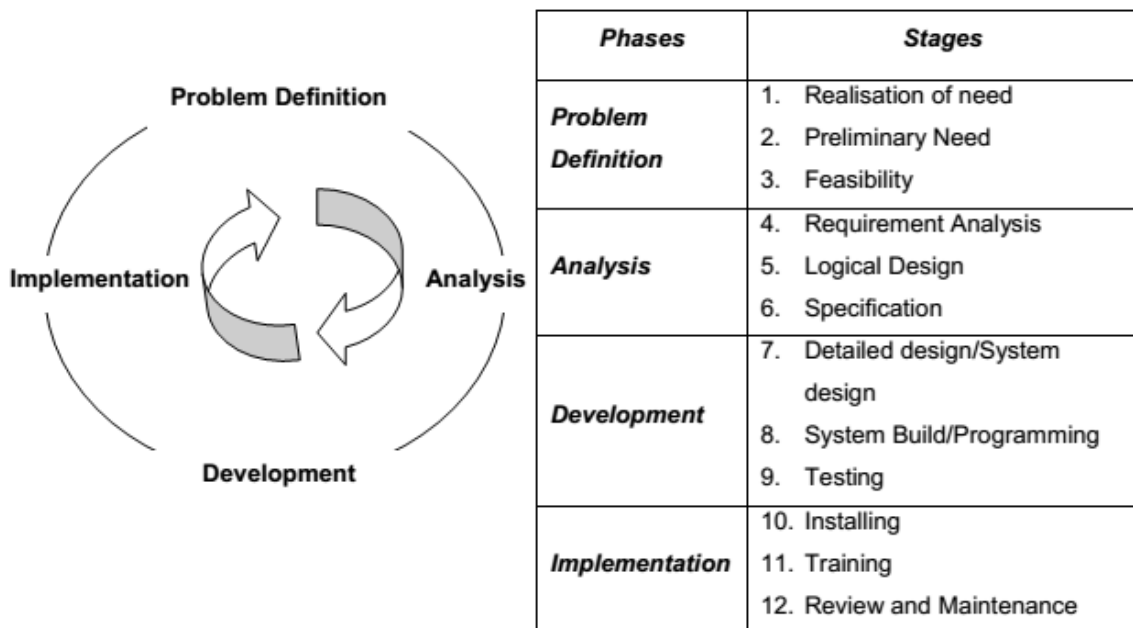 Problem Definition
Implementation
Analysis
Development
Phases Stages
Problem
Definition
1. Realisation of need
2. Preliminary Need
3. Feasibility
Analysis
4. Requirement Analysis
5. Logical Design
6. Specification
Development
7. Detailed design/System
design
8. System Build/Programming
9. Testing
Implementation
10. Installing
11. Training
12. Review and Maintenance